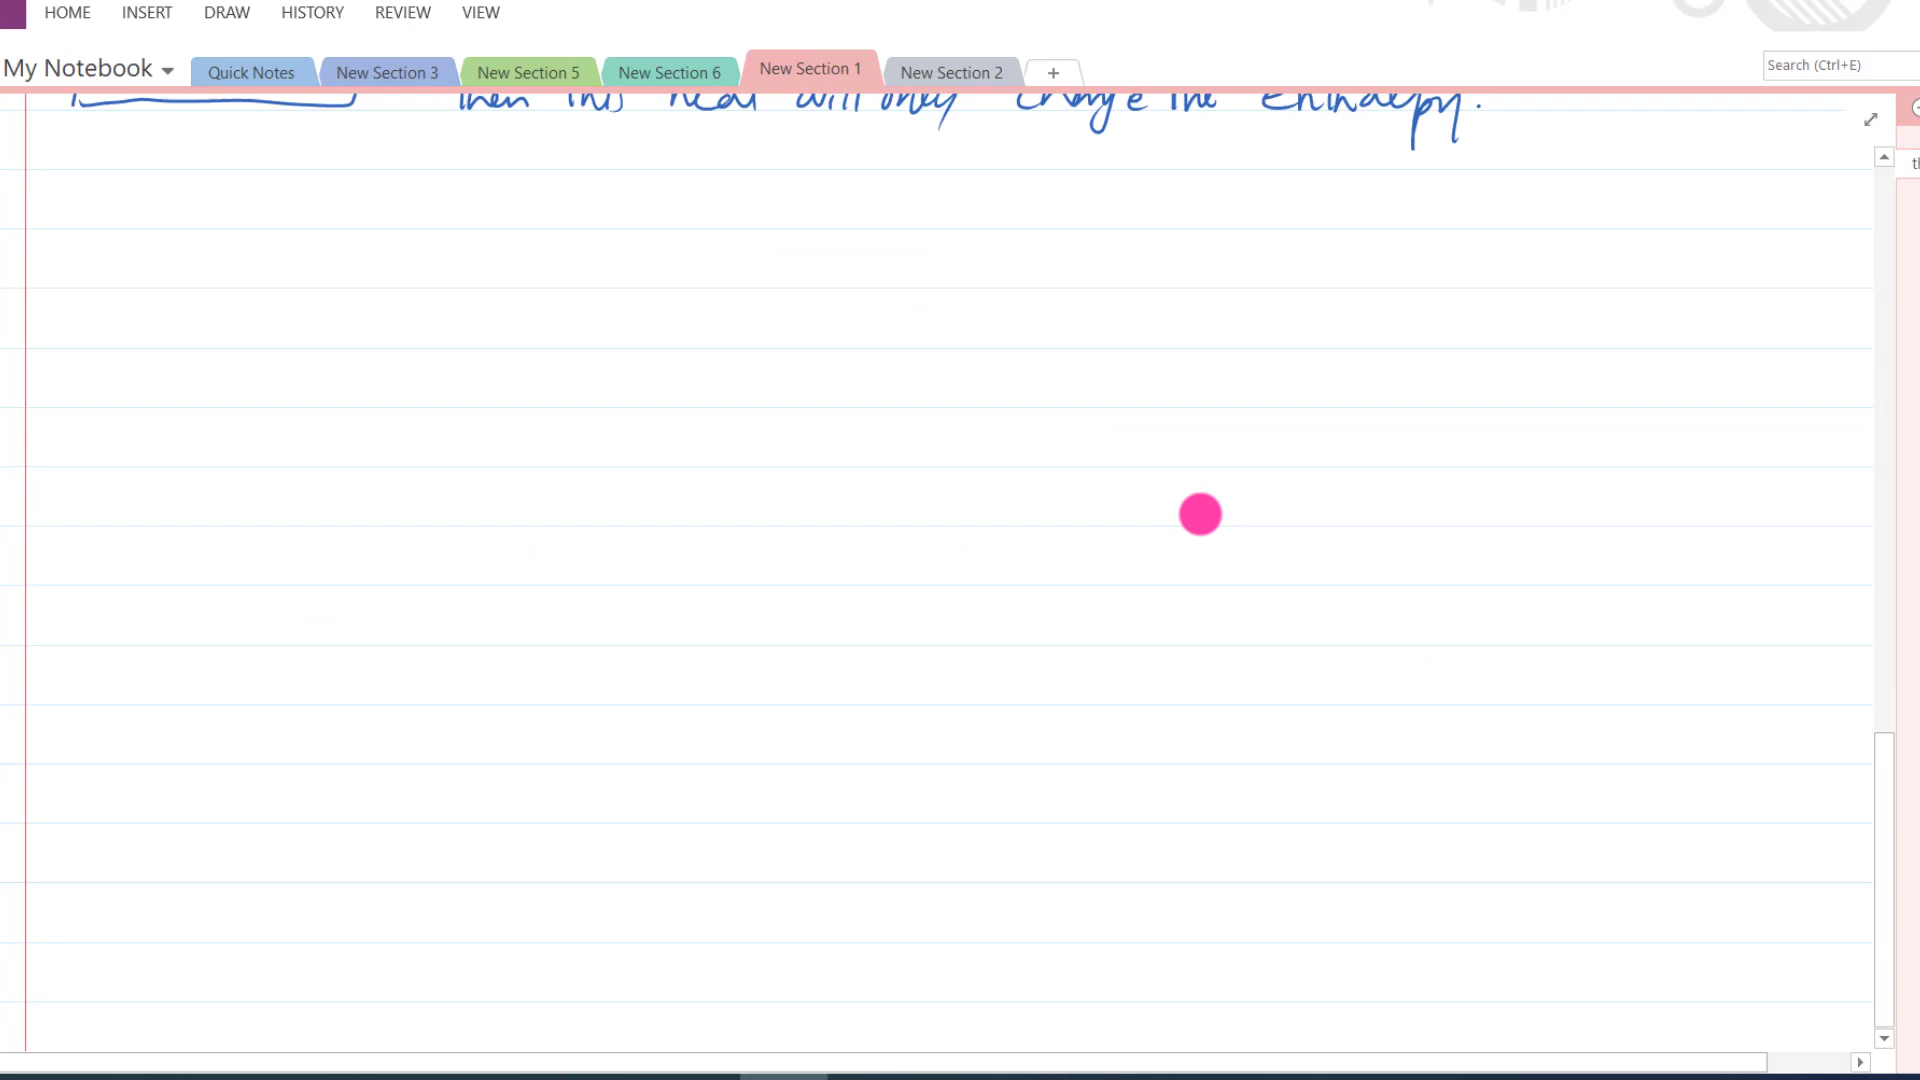 HOME INSERT DRAW HISTORY REVIEW VIEW
My Notebook Quick Notes New Section 3 New Section 5 New Section 6 New Section 1 New Section 2 + Search (Ctrl+E)
then this heat will only change the Enthalpy.